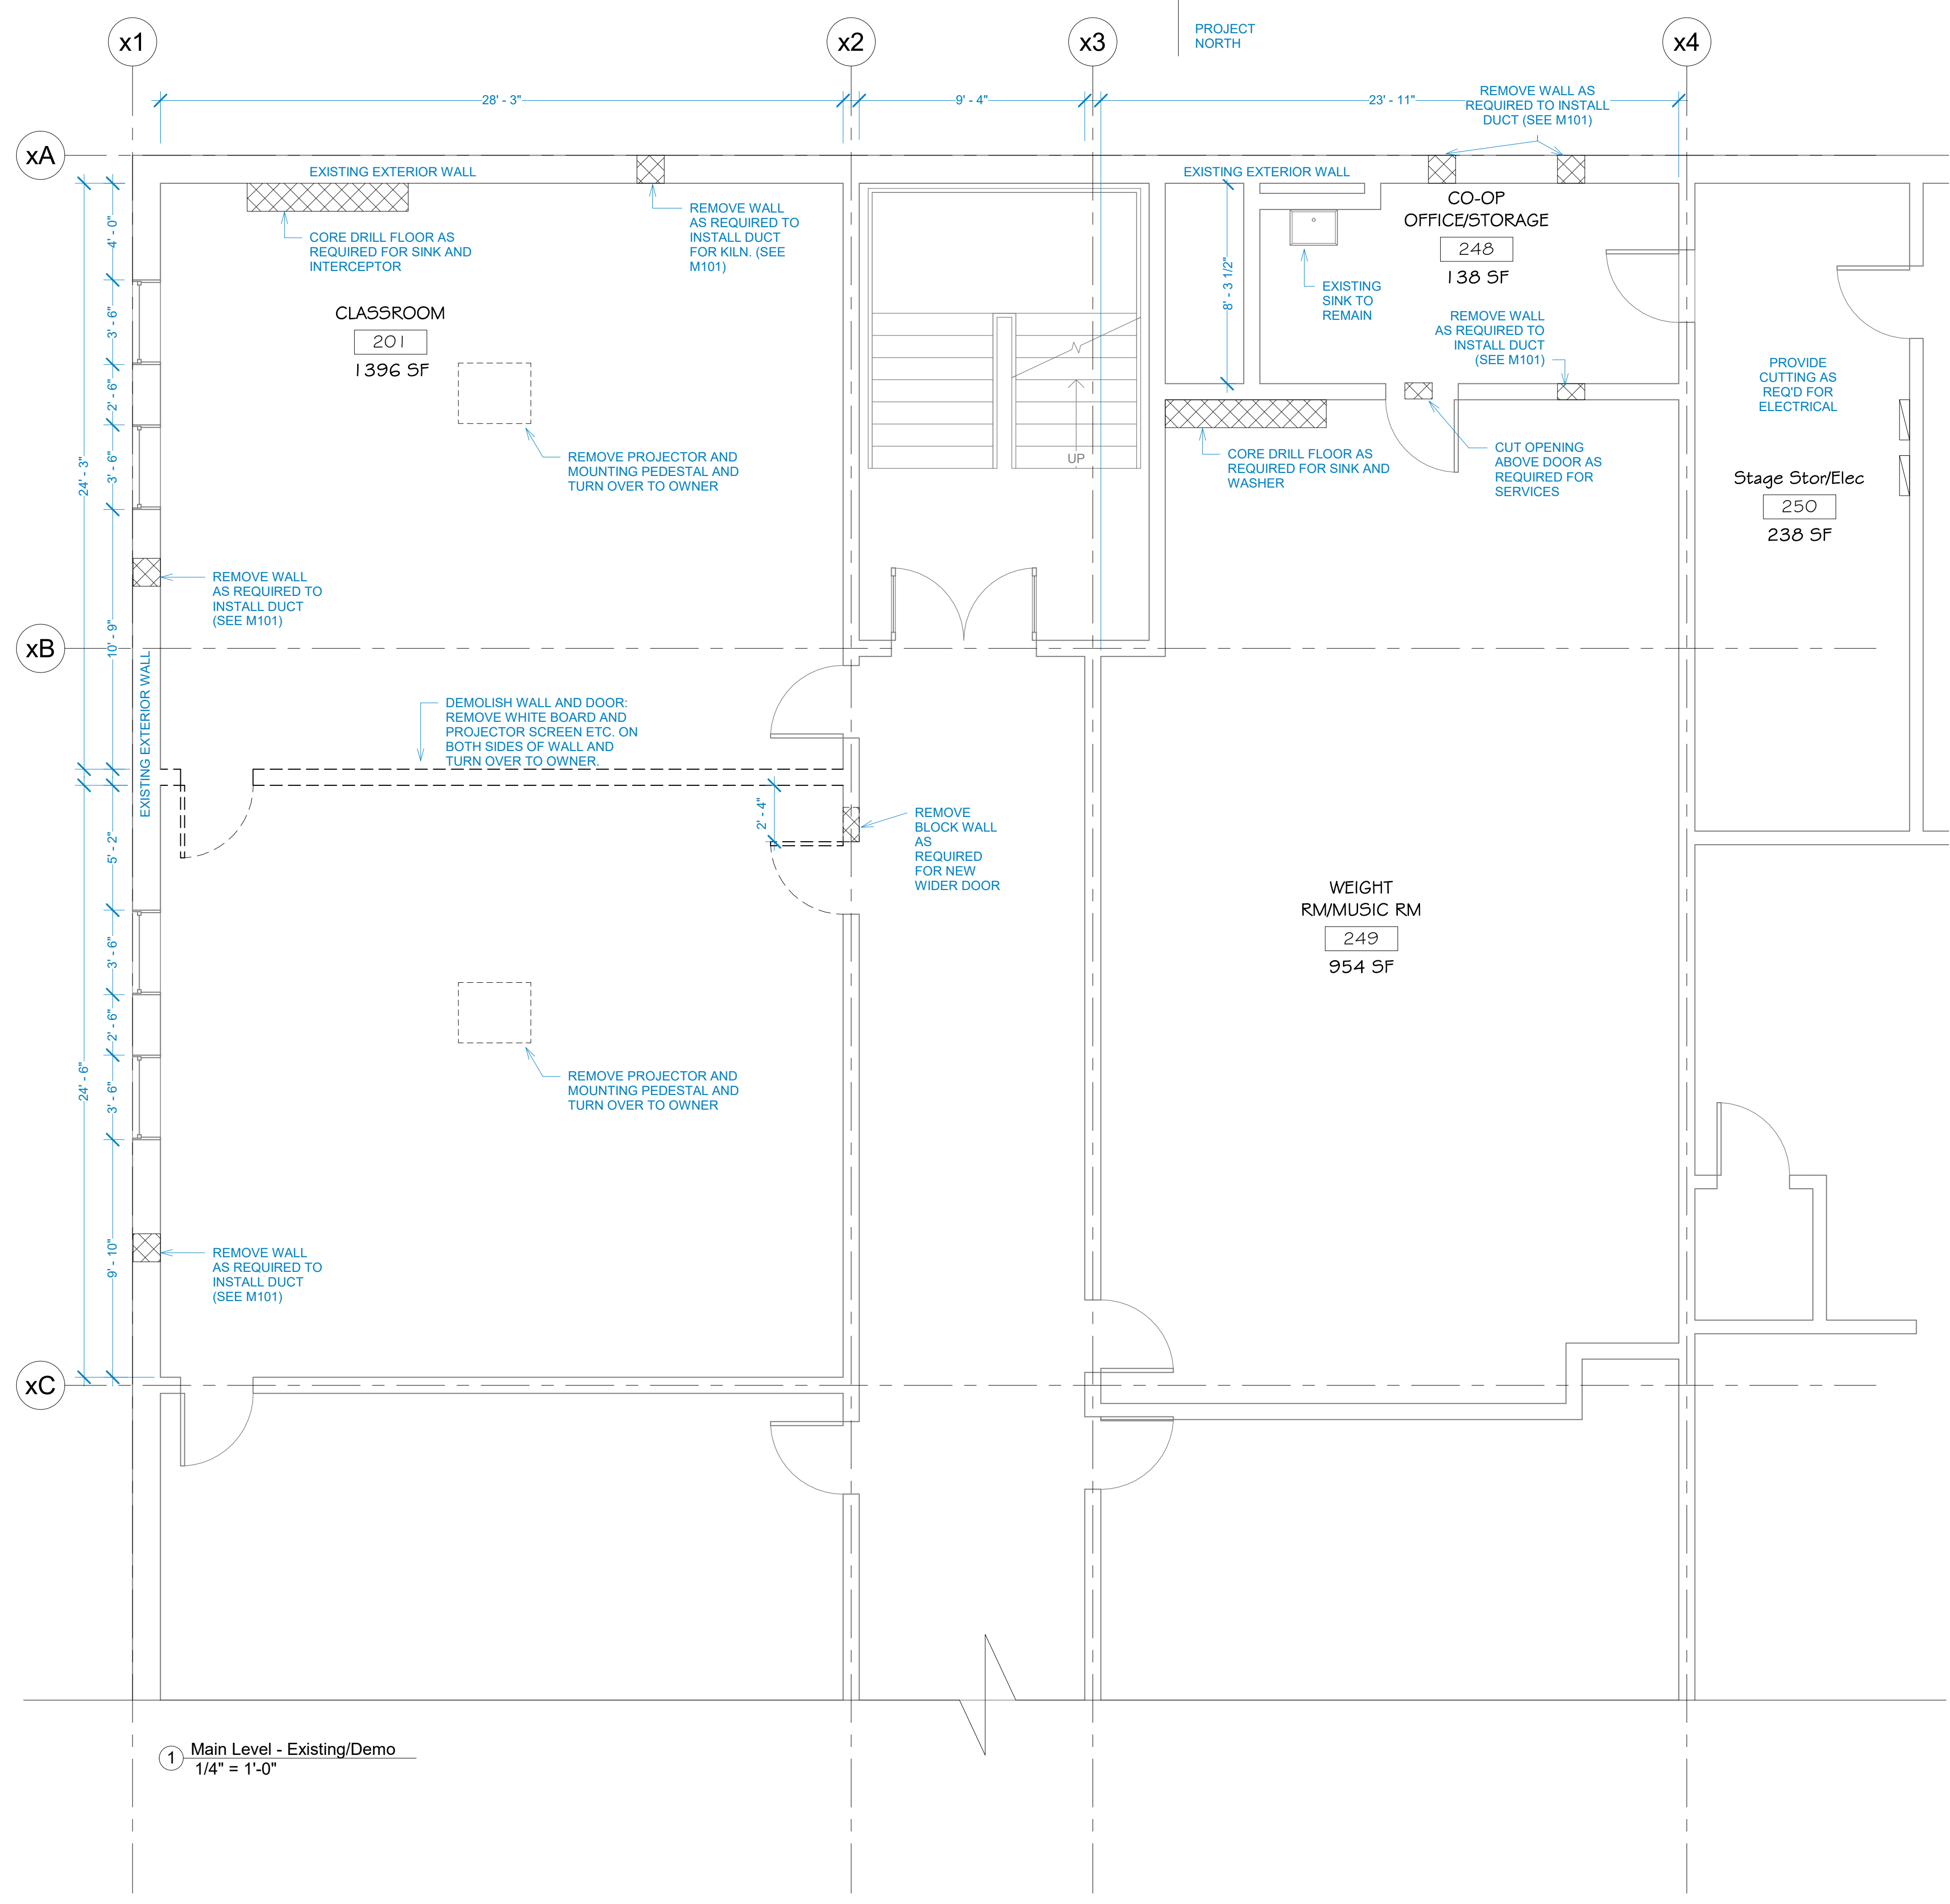 PROJECT
NORTH
x1
x2
x3
x4
28' - 3"
9' - 4"
23' - 11"
REMOVE WALL AS
REQUIRED TO INSTALL
DUCT (SEE M101)
xA
EXISTING EXTERIOR WALL
EXISTING EXTERIOR WALL
CO-OP
OFFICE/STORAGE
248
138 SF
REMOVE WALL
AS REQUIRED TO
INSTALL DUCT
FOR KILN. (SEE
M101)
CORE DRILL FLOOR AS
REQUIRED FOR SINK AND
INTERCEPTOR
4' - 0"
8' - 3 1/2"
EXISTING
SINK TO
REMAIN
CLASSROOM
201
1396 SF
3' - 6"
REMOVE WALL
AS REQUIRED TO
INSTALL DUCT
(SEE M101)
PROVIDE
CUTTING AS
REQ'D FOR
ELECTRICAL
2' - 6"
3' - 6"
24' - 3"
REMOVE PROJECTOR AND
MOUNTING PEDESTAL AND
TURN OVER TO OWNER
UP
CORE DRILL FLOOR AS
REQUIRED FOR SINK AND
WASHER
CUT OPENING
ABOVE DOOR AS
REQUIRED FOR
SERVICES
Stage Stor/Elec
250
238 SF
REMOVE WALL
AS REQUIRED TO
INSTALL DUCT
(SEE M101)
10' - 9"
xB
EXISTING EXTERIOR WALL
DEMOLISH WALL AND DOOR:
REMOVE WHITE BOARD AND
PROJECTOR SCREEN ETC. ON
BOTH SIDES OF WALL AND
TURN OVER TO OWNER.
2' - 4"
REMOVE
BLOCK WALL
AS
REQUIRED
FOR NEW
WIDER DOOR
5' - 2"
WEIGHT
RM/MUSIC RM
249
954 SF
3' - 6"
2' - 6"
24' - 6"
3' - 6"
REMOVE PROJECTOR AND
MOUNTING PEDESTAL AND
TURN OVER TO OWNER
9' - 10"
REMOVE WALL
AS REQUIRED TO
INSTALL DUCT
(SEE M101)
xC
1
Main Level - Existing/Demo
1/4" = 1'-0"